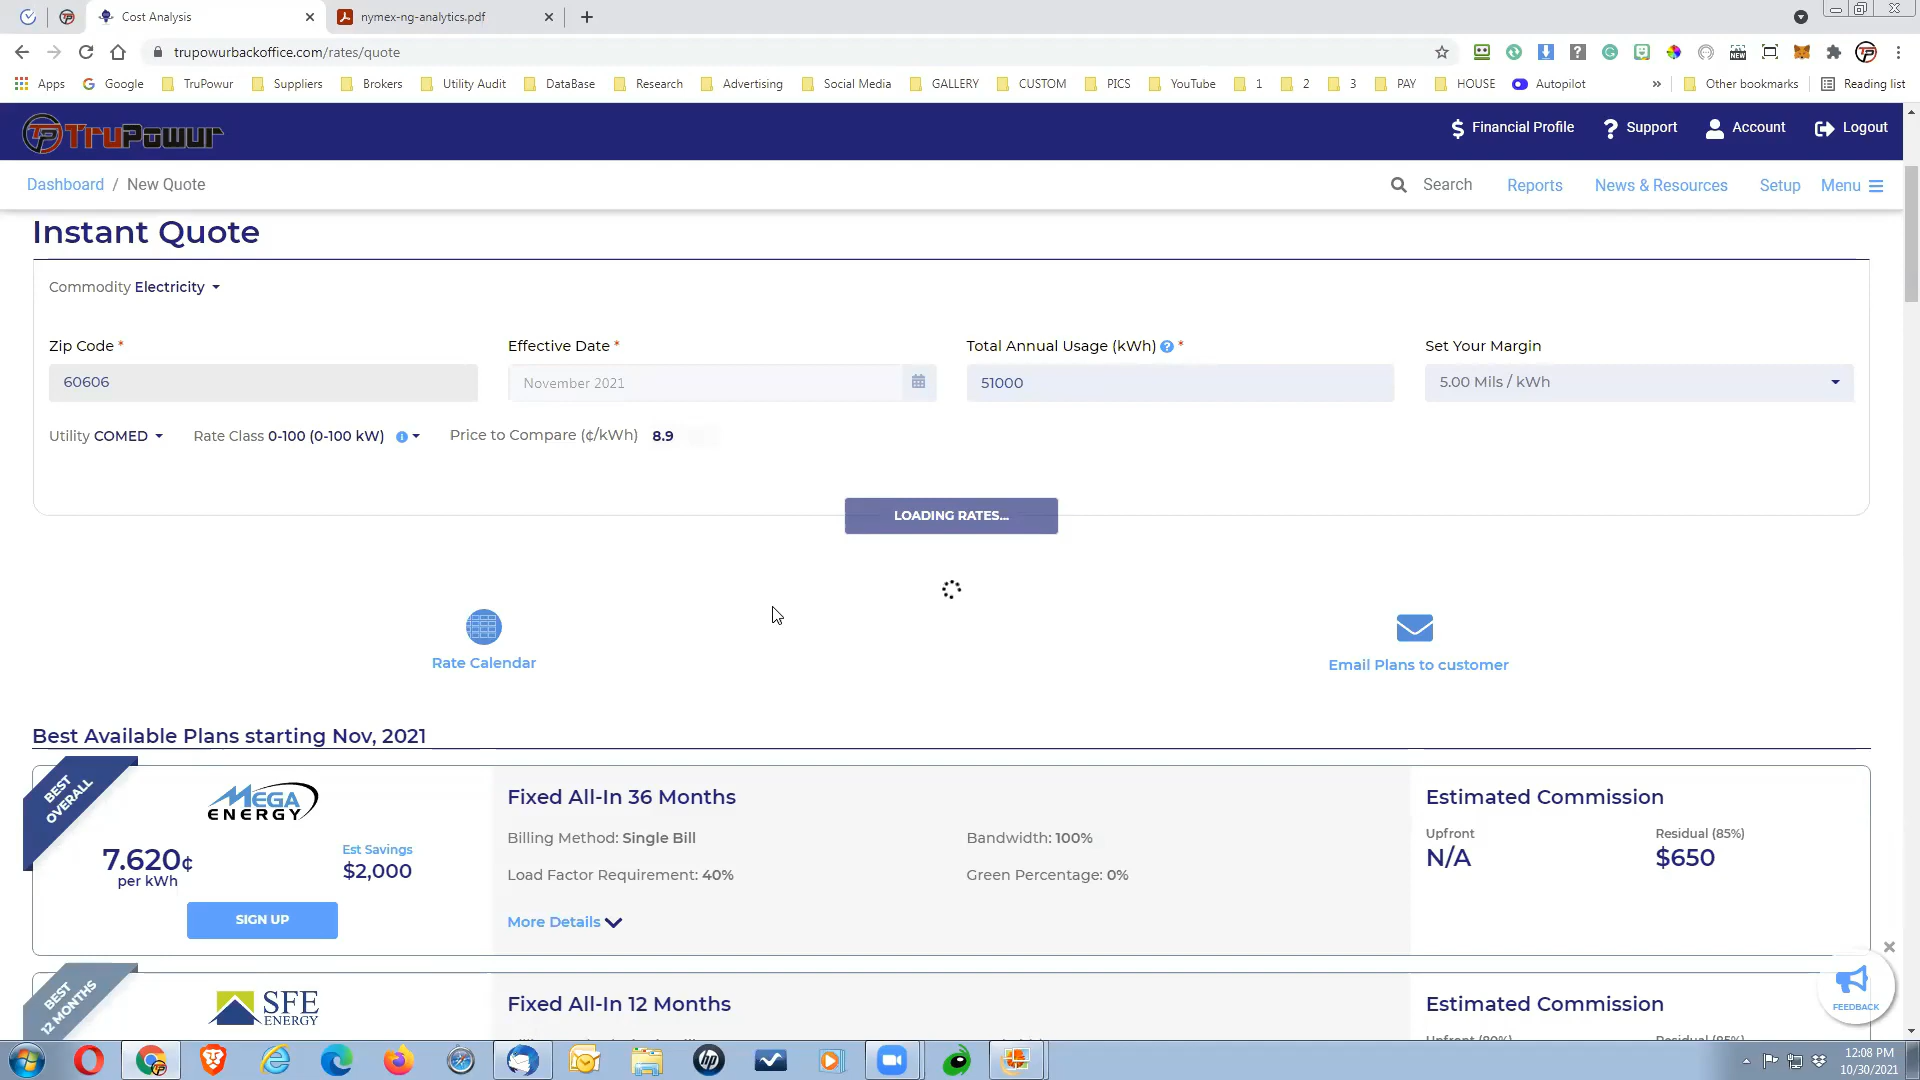 Cost Analysis
nymex-ng-analytics.pdf
trupowurbackoffice.com/rates/quote
Apps Google TruPowur Suppliers Brokers Utility Audit DataBase Research Advertising Social Media GALLERY CUSTOM PICS YouTube 1 2 3 PAY HOUSE Autopilot » Other bookmarks Reading list
TruPowur
Financial Profile Support Account Logout
Dashboard / New Quote
Search Reports News & Resources Setup Menu
Instant Quote
Commodity Electricity
Zip Code * Effective Date * Total Annual Usage (kWh) * Set Your Margin
60606 November 2021 51000 5.00 Mils / kWh
Utility COMED Rate Class 0-100 (0-100 kW) Price to Compare (¢/kWh) 8.9
LOADING RATES...
Rate Calendar
Email Plans to customer
Best Available Plans starting Nov, 2021
BEST OVERALL
MEGA ENERGY
7.620¢
per kWh
Est Savings
$2,000
SIGN UP
Fixed All-In 36 Months
Billing Method: Single Bill
Bandwidth: 100%
Load Factor Requirement: 40%
Green Percentage: 0%
More Details
Estimated Commission
Upfront Residual (85%)
N/A $650
BEST 12 MONTHS
SFE ENERGY
Fixed All-In 12 Months
Estimated Commission
Upfront (80%) Residual (85%)
FEEDBACK
12:08 PM
10/30/2021